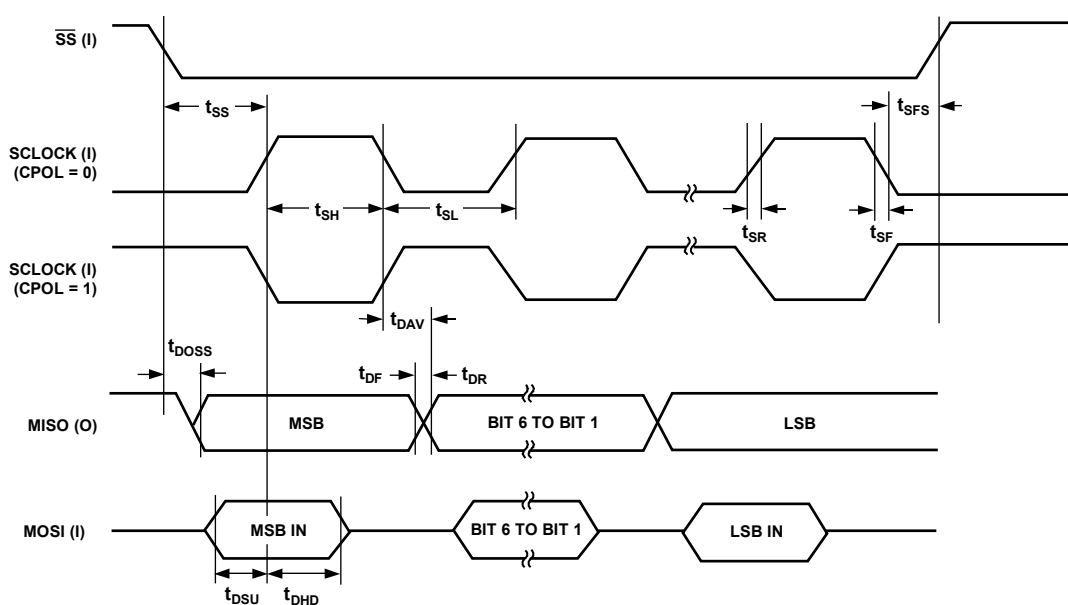 SS (I)
tSS
tSFS
SCLOCK (I)
(CPOL = 0)
tSH
tSL
tSR
tSF
SCLOCK (I)
(CPOL = 1)
tDAV
tDOSS
tDF
tDR
MISO (O)
MSB
BIT 6 TO BIT 1
LSB
MOSI (I)
MSB IN
BIT 6 TO BIT 1
LSB IN
tDSU
tDHD